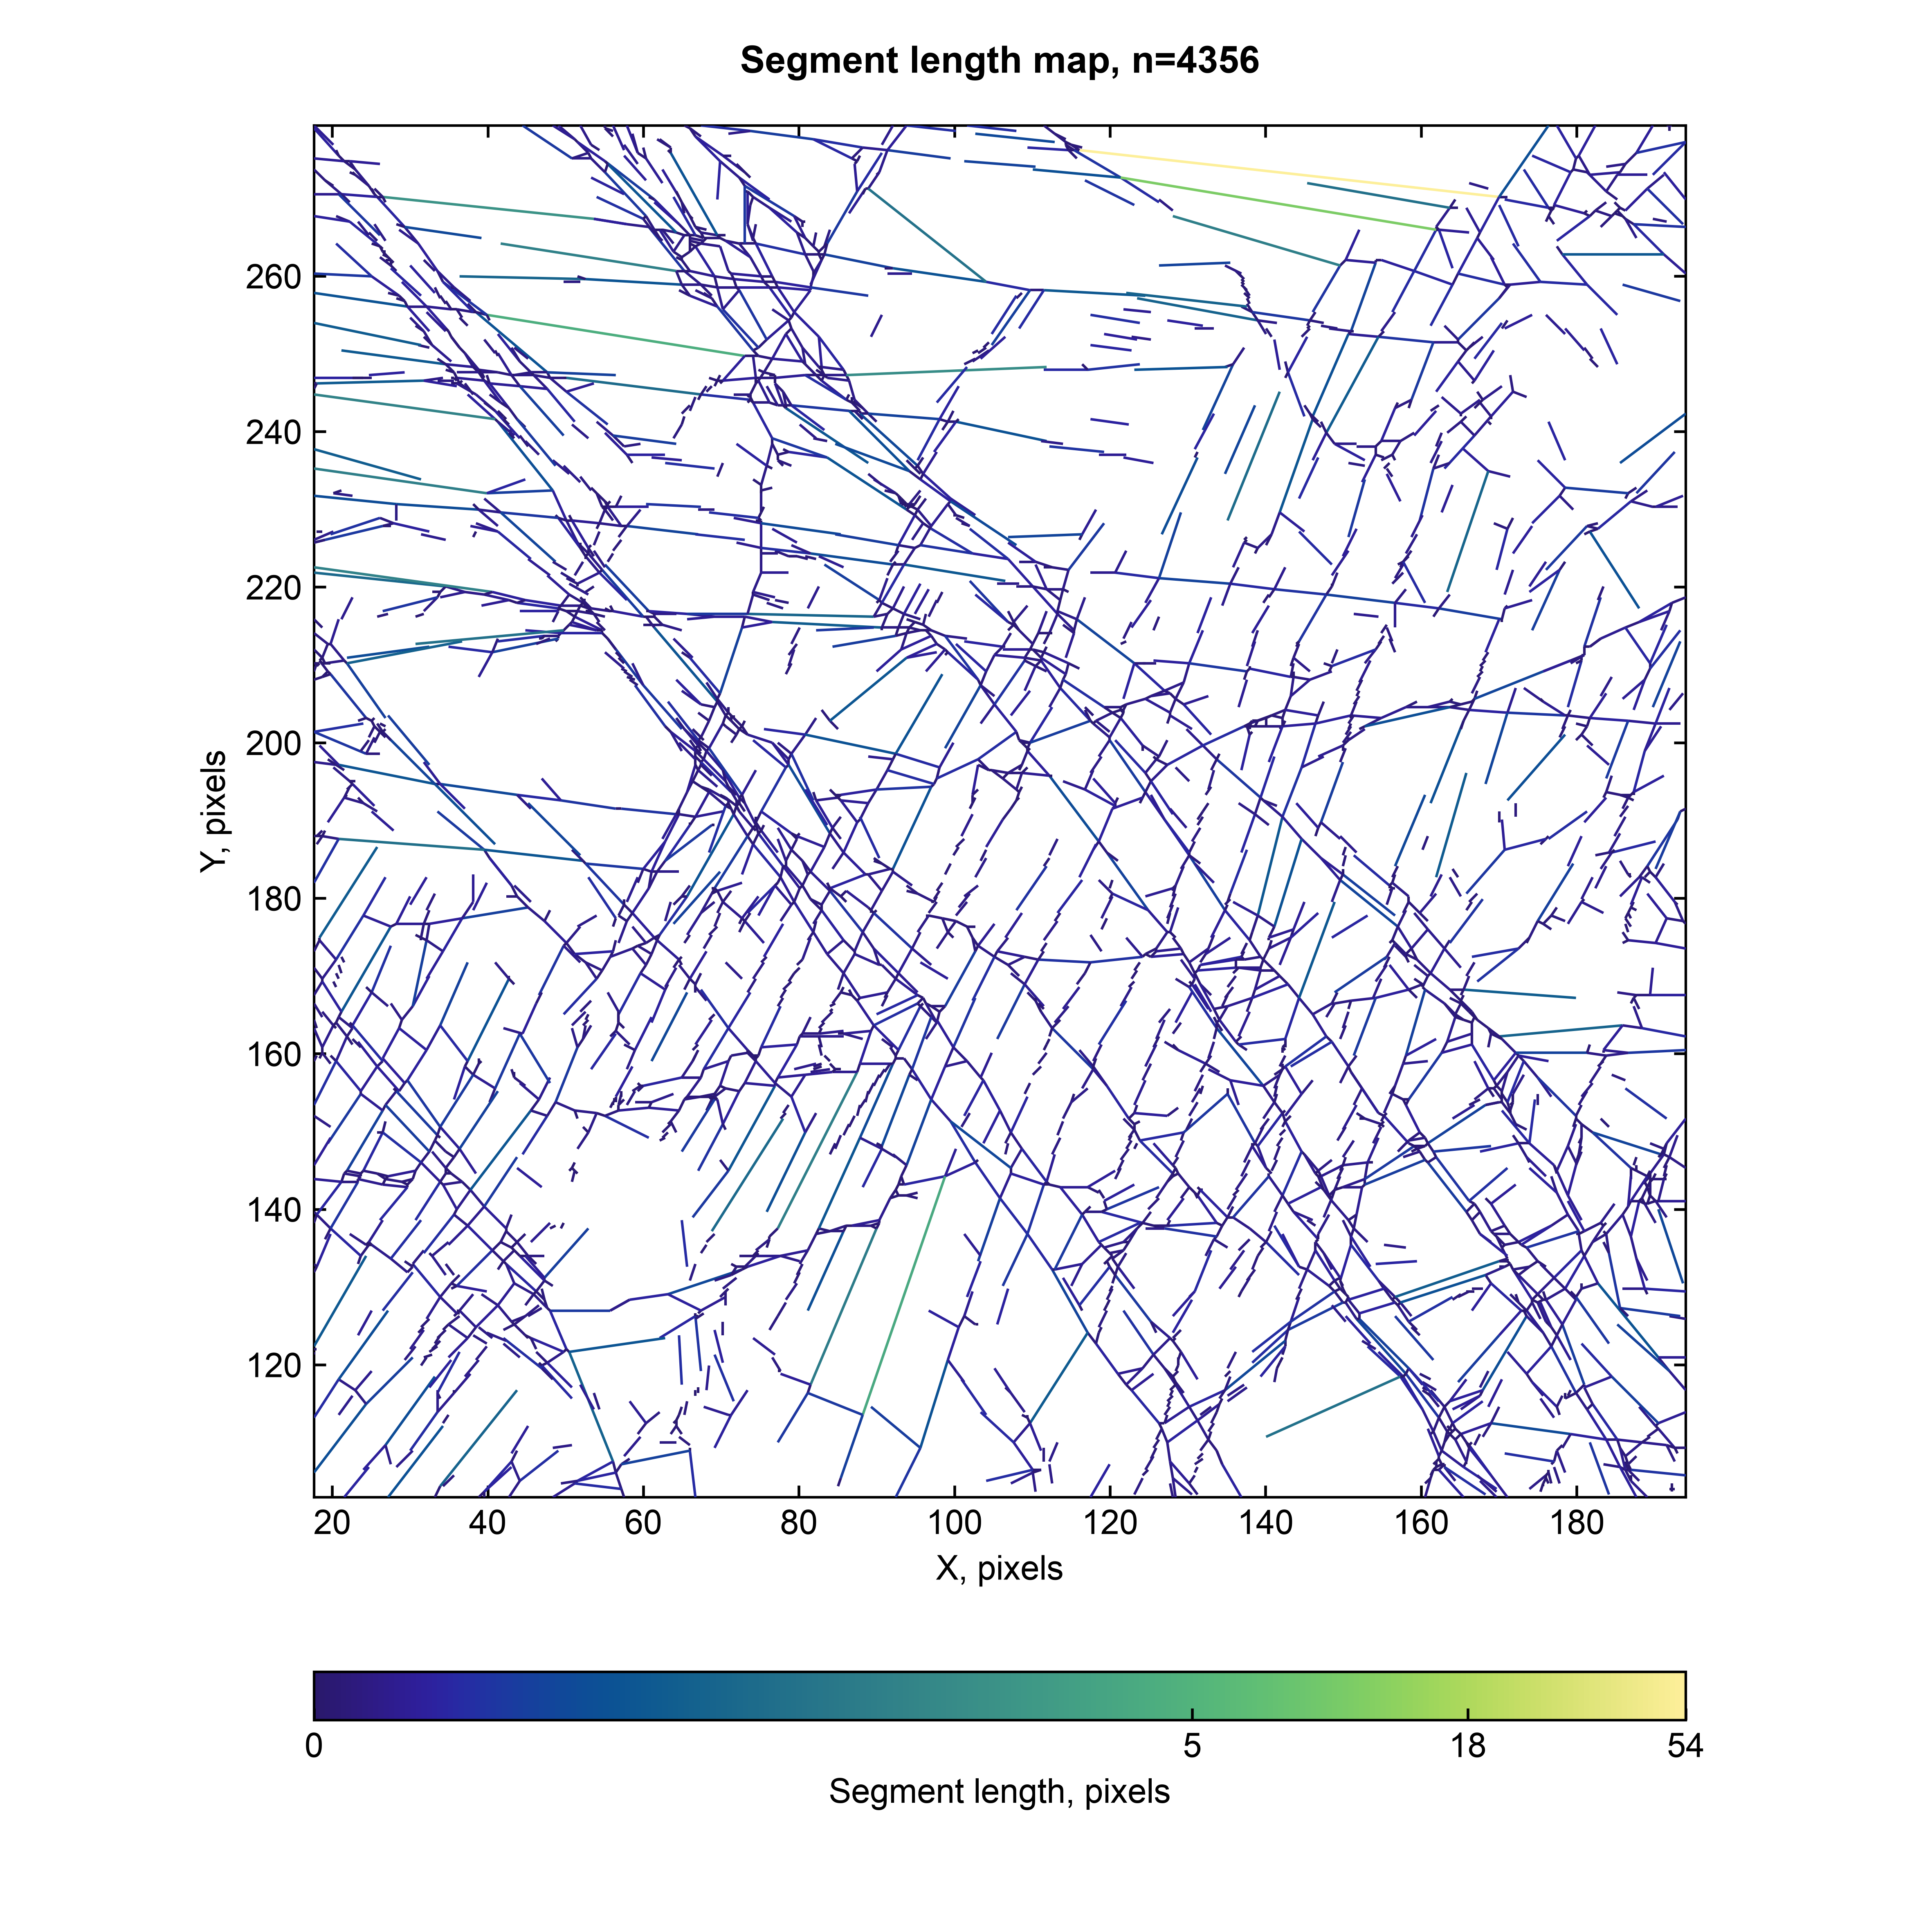 Segment length map, n=4356
260
240
220
200
180
160
140
120
Y, pixels
20 40 60 80 100 120 140 160 180
X, pixels
0 5 18 54
Segment length, pixels